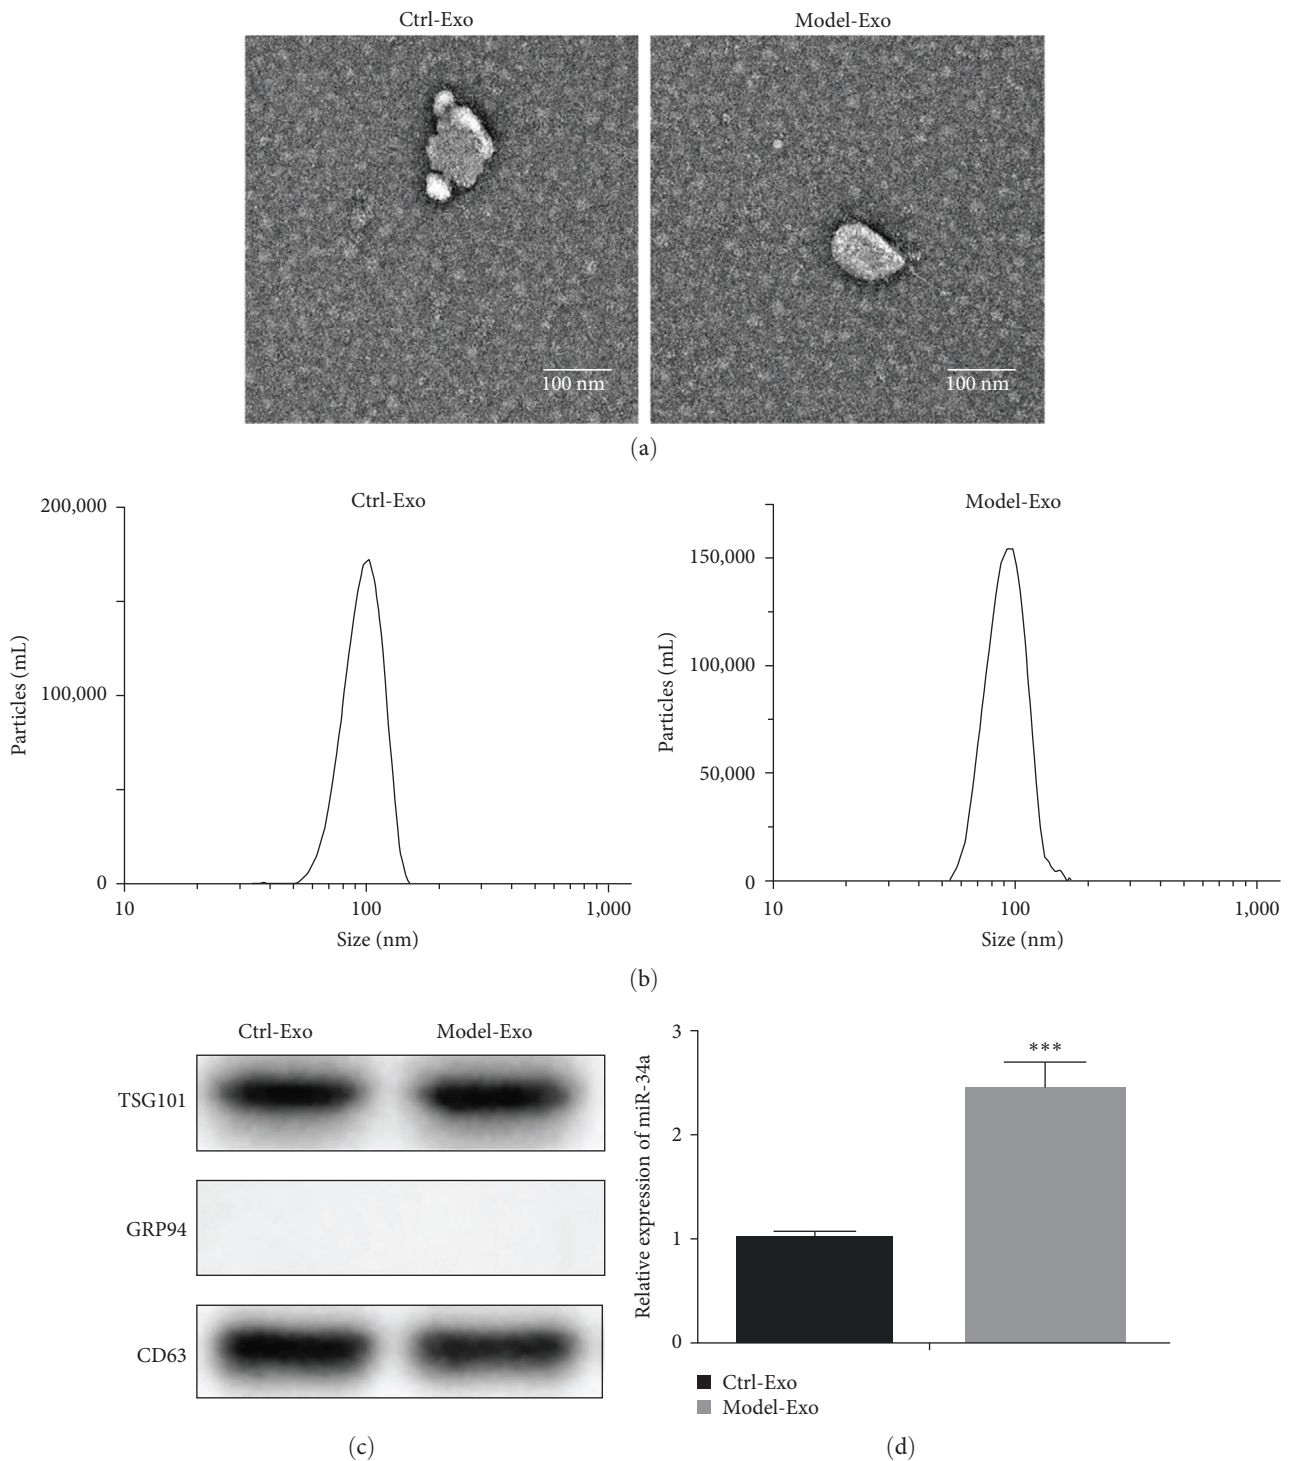 Ctrl-Exo Model-Exo
100 nm 100 nm
(a)
Ctrl-Exo
200,000
100,000
0
Particles (mL)
10 100 1,000
Size (nm)
Model-Exo
150,000
100,000
50,000
0
Particles (mL)
10 100 1,000
Size (nm)
(b)
Ctrl-Exo Model-Exo
TSG101
GRP94
CD63
(c)
3
2
1
0
Relative expression of miR-34a
***
Ctrl-Exo
Model-Exo
(d)